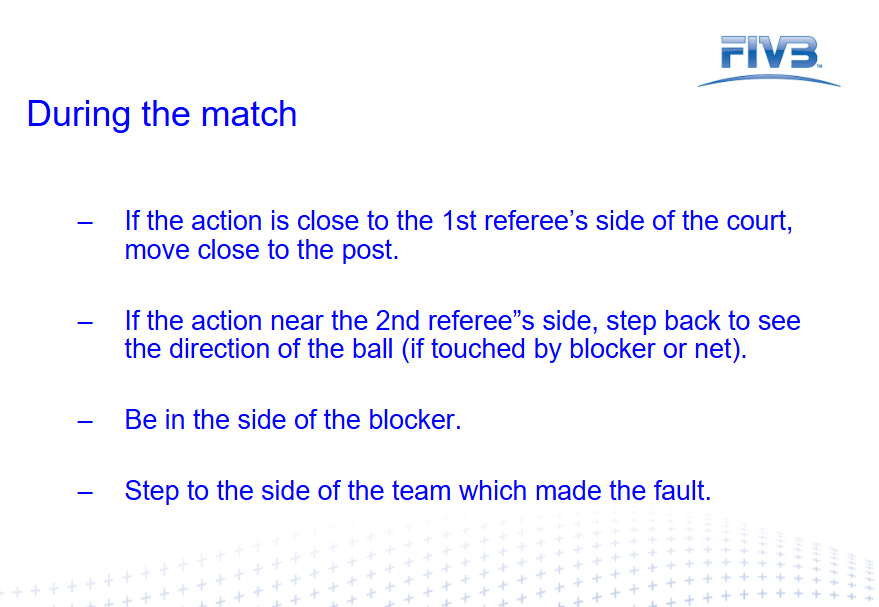 FIVB
TM
During the match
– If the action is close to the 1st referee’s side of the court,
move close to the post.
– If the action near the 2nd referee”s side, step back to see
the direction of the ball (if touched by blocker or net).
– Be in the side of the blocker.
– Step to the side of the team which made the fault.